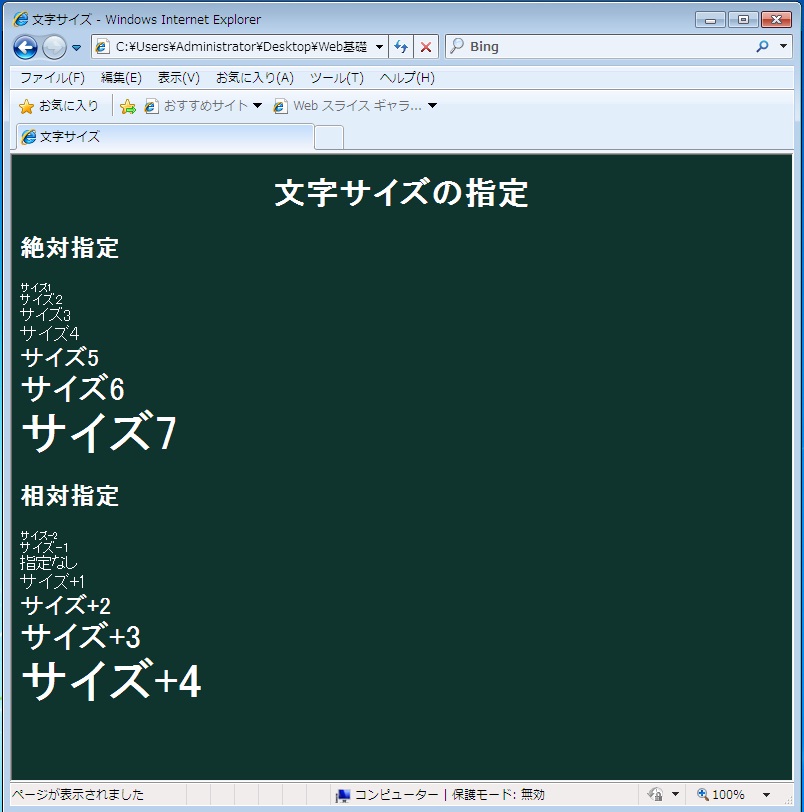 文字サイズ - Windows Internet Explorer
C:¥Users¥Administrator¥Desktop¥Web基礎
Bing
ファイル(F) 編集(E) 表示(V) お気に入り(A) ツール(T) ヘルプ(H)
お気に入り おすすめサイト Web スライス ギャラ...
文字サイズ
文字サイズの指定
絶対指定
サイズ1
サイズ2
サイズ3
サイズ4
サイズ5
サイズ6
サイズ7
相対指定
サイズ-2
サイズ-1
指定なし
サイズ+1
サイズ+2
サイズ+3
サイズ+4
ページが表示されました コンピューター | 保護モード: 無効 100%